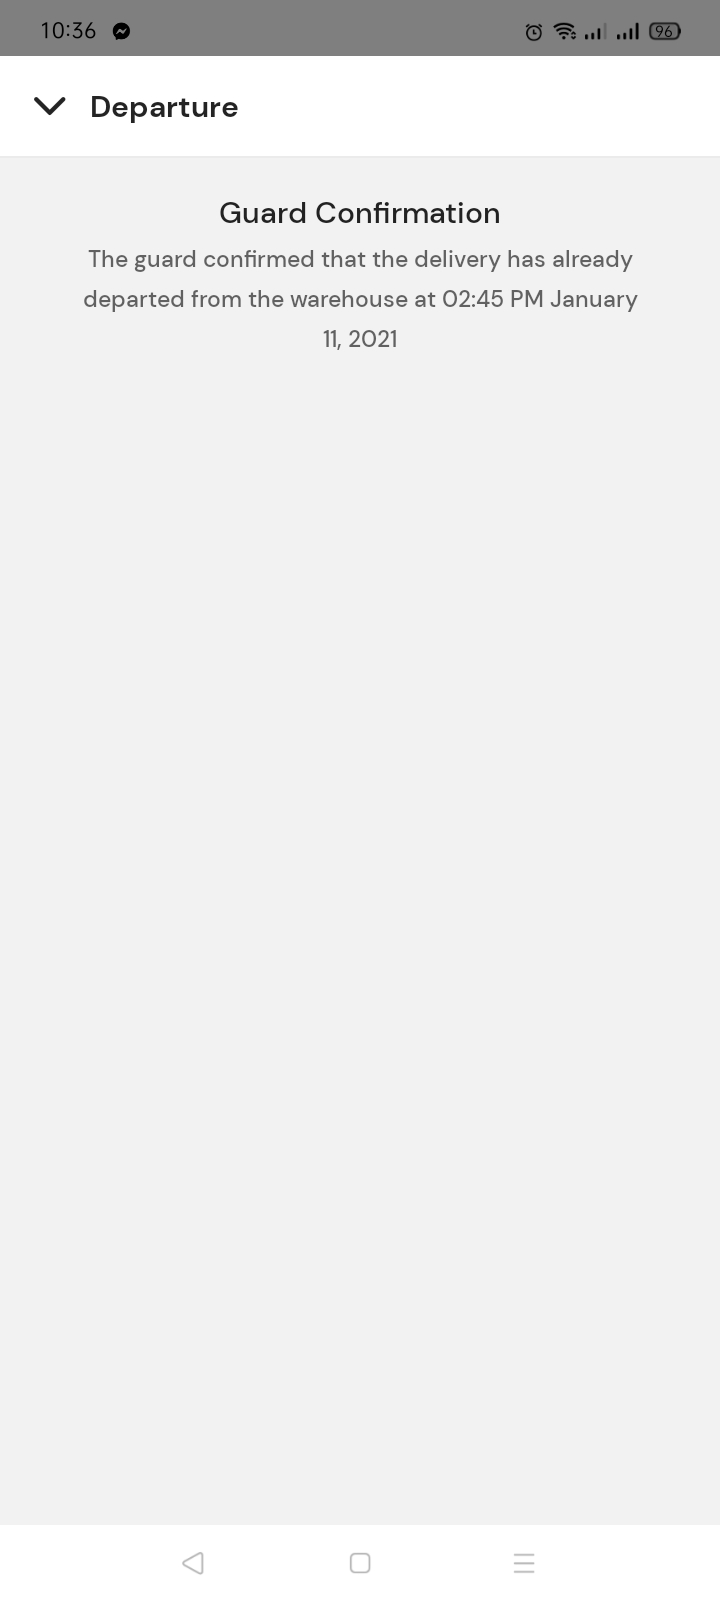 10:36
96
Departure
Guard Confirmation
The guard confirmed that the delivery has already
departed from the warehouse at 02:45 PM January
11, 2021